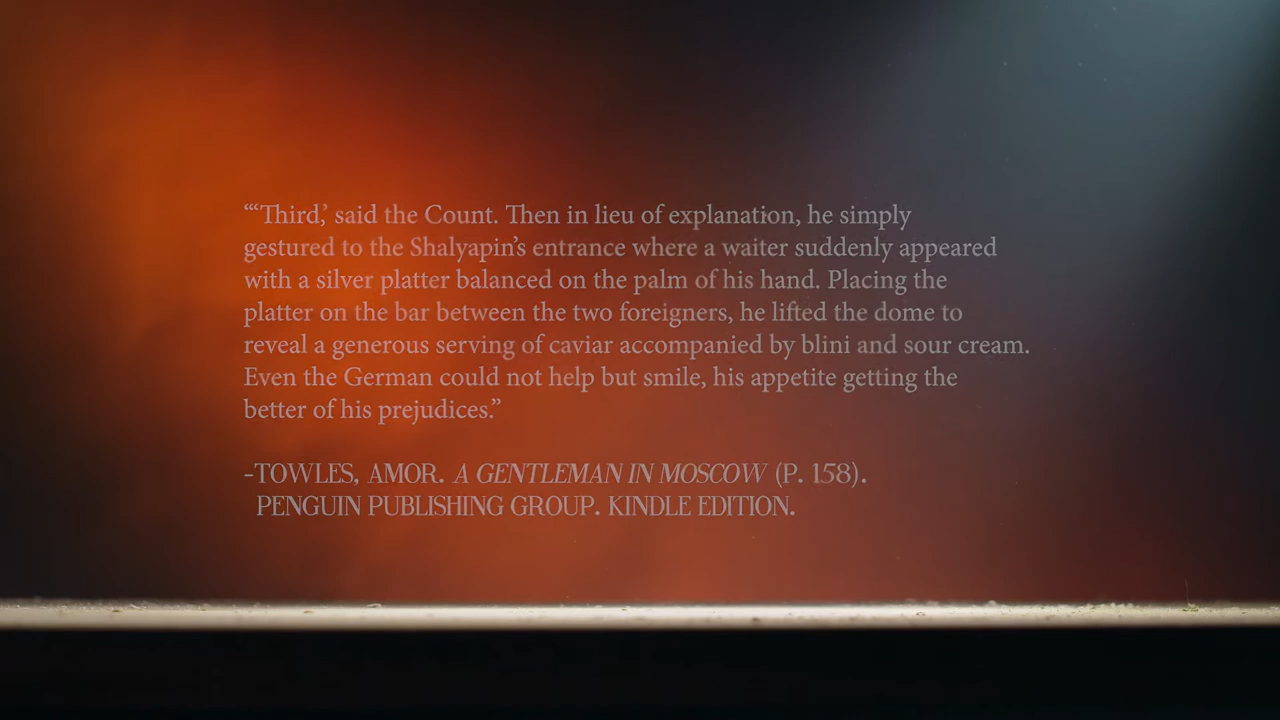 “‘Third,’ said the Count. Then in lieu of explanation, he simply
gestured to the Shalyapin’s entrance where a waiter suddenly appeared
with a silver platter balanced on the palm of his hand. Placing the
platter on the bar between the two foreigners, he lifted the dome to
reveal a generous serving of caviar accompanied by blini and sour cream.
Even the German could not help but smile, his appetite getting the
better of his prejudices.”
-TOWLES, AMOR. A GENTLEMAN IN MOSCOW (P. 158).
PENGUIN PUBLISHING GROUP. KINDLE EDITION.